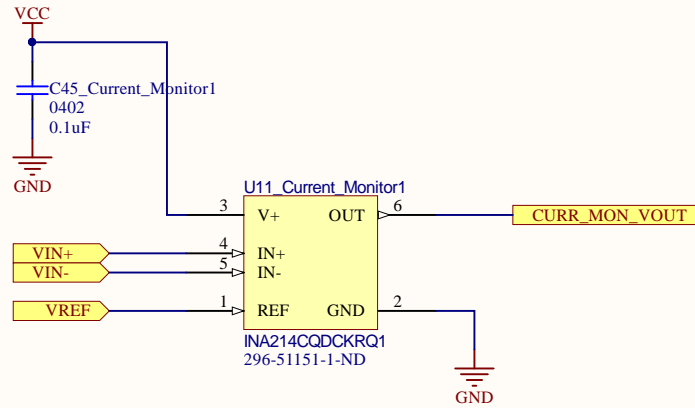 VCC
C45_Current_Monitor1
0402
0.1uF
GND
U11_Current_Monitor1
3 V+ OUT 6
CURR_MON_VOUT
VIN+ 4 IN+
VIN- 5 IN-
VREF 1 REF GND 2
INA214CQDCKRQ1
296-51151-1-ND
GND